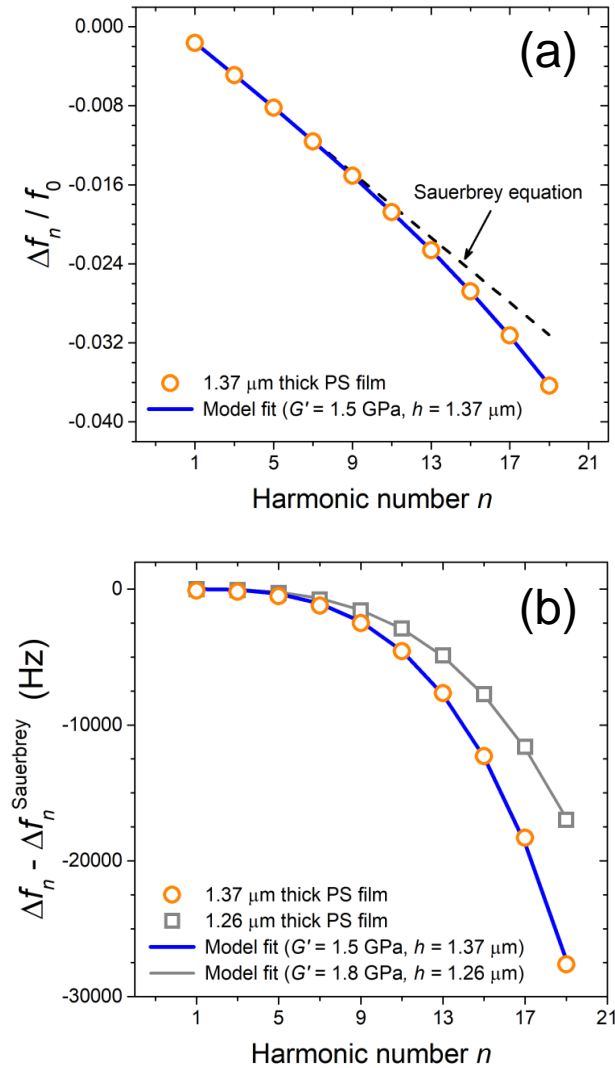 (a)
0.000
-0.008
-0.016
-0.024
-0.032
-0.040
Δfn / f0
Sauerbrey equation
1.37 μm thick PS film
Model fit (G' = 1.5 GPa, h = 1.37 μm)
1 5 9 13 17 21
Harmonic number n
(b)
0
-10000
-20000
-30000
Δfn - Δfn Sauerbrey (Hz)
1.37 μm thick PS film
1.26 μm thick PS film
Model fit (G' = 1.5 GPa, h = 1.37 μm)
Model fit (G' = 1.8 GPa, h = 1.26 μm)
1 5 9 13 17 21
Harmonic number n